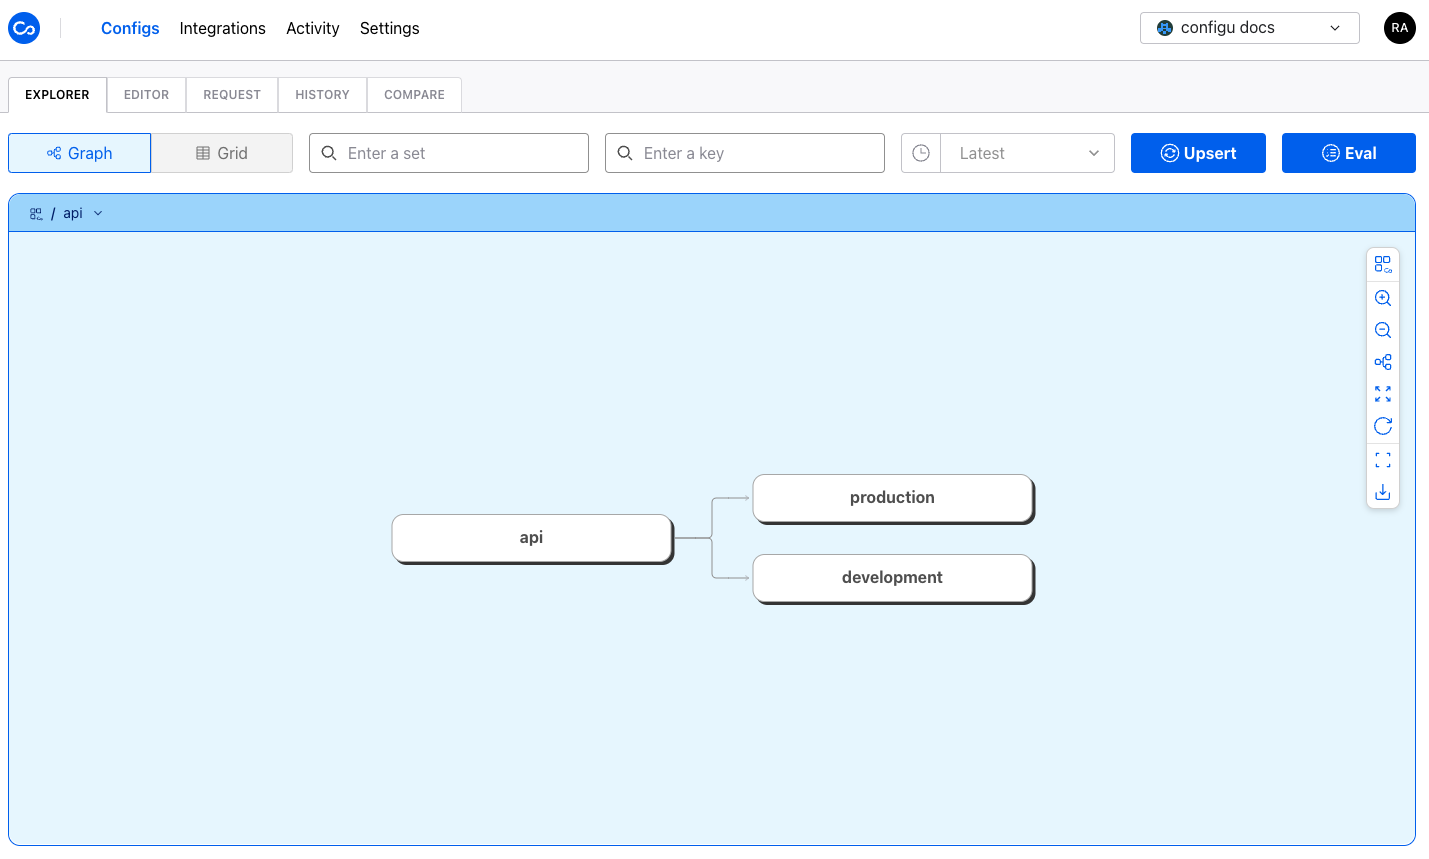 Configs Integrations Activity Settings configu docs RA
EXPLORER EDITOR REQUEST HISTORY COMPARE
Graph Grid Enter a set Enter a key Latest Upsert Eval
/ api
production
api
development